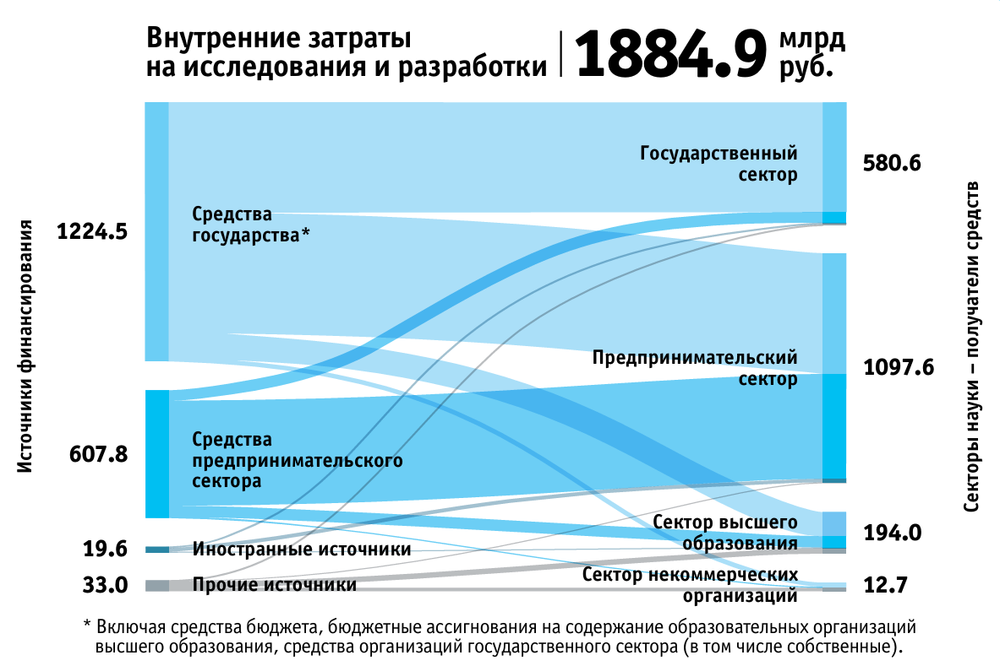 Внутренние затраты
на исследования и разработки
1884.9
млрд
руб.
Источники финансирования
1224.5
Средства
государства*
607.8
Средства
предпринимательского
сектора
19.6
Иностранные источники
33.0
Прочие источники
Государственный
сектор
580.6
Предпринимательский
сектор
1097.6
Сектор высшего
образования
194.0
Сектор некоммерческих
организаций
12.7
Секторы науки – получатели средств
* Включая средства бюджета, бюджетные ассигнования на содержание образовательных организаций
высшего образования, средства организаций государственного сектора (в том числе собственные).